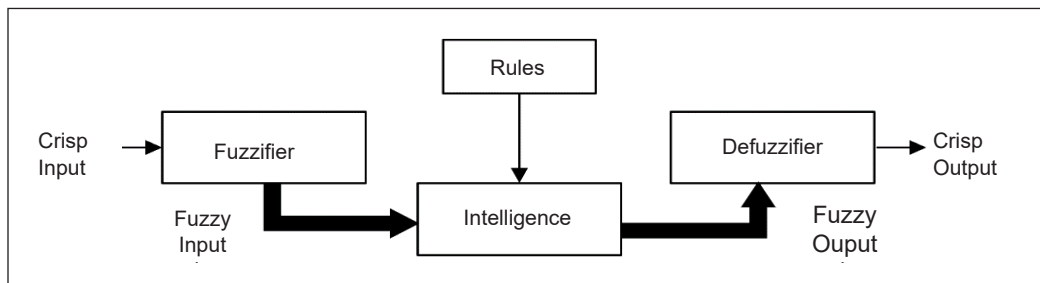 Rules
Crisp
Input
Fuzzifier
Defuzzifier
Crisp
Output
Fuzzy
Input
Intelligence
Fuzzy
Ouput